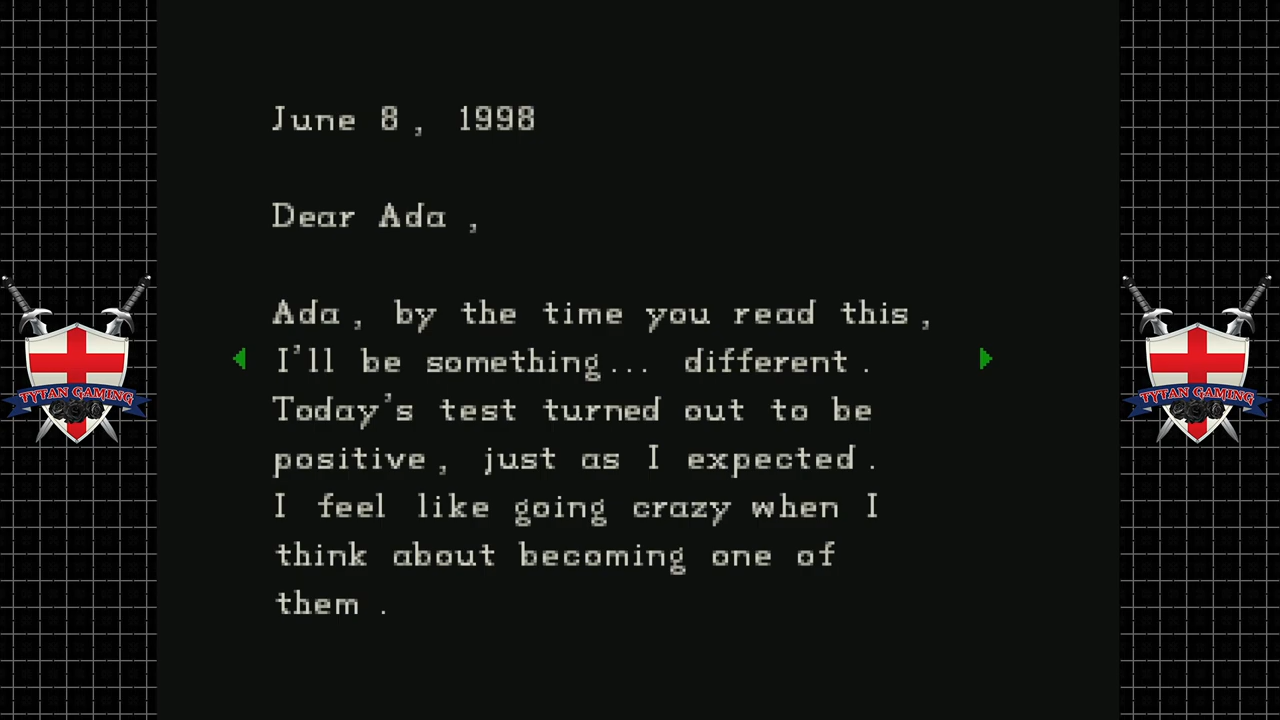 June 8, 1998
Dear Ada,
Ada, by the time you read this,
I'll be something... different.
Today's test turned out to be
positive, just as I expected.
I feel like going crazy when I
think about becoming one of
them.
TYTAN GAMING
TYTAN GAMING